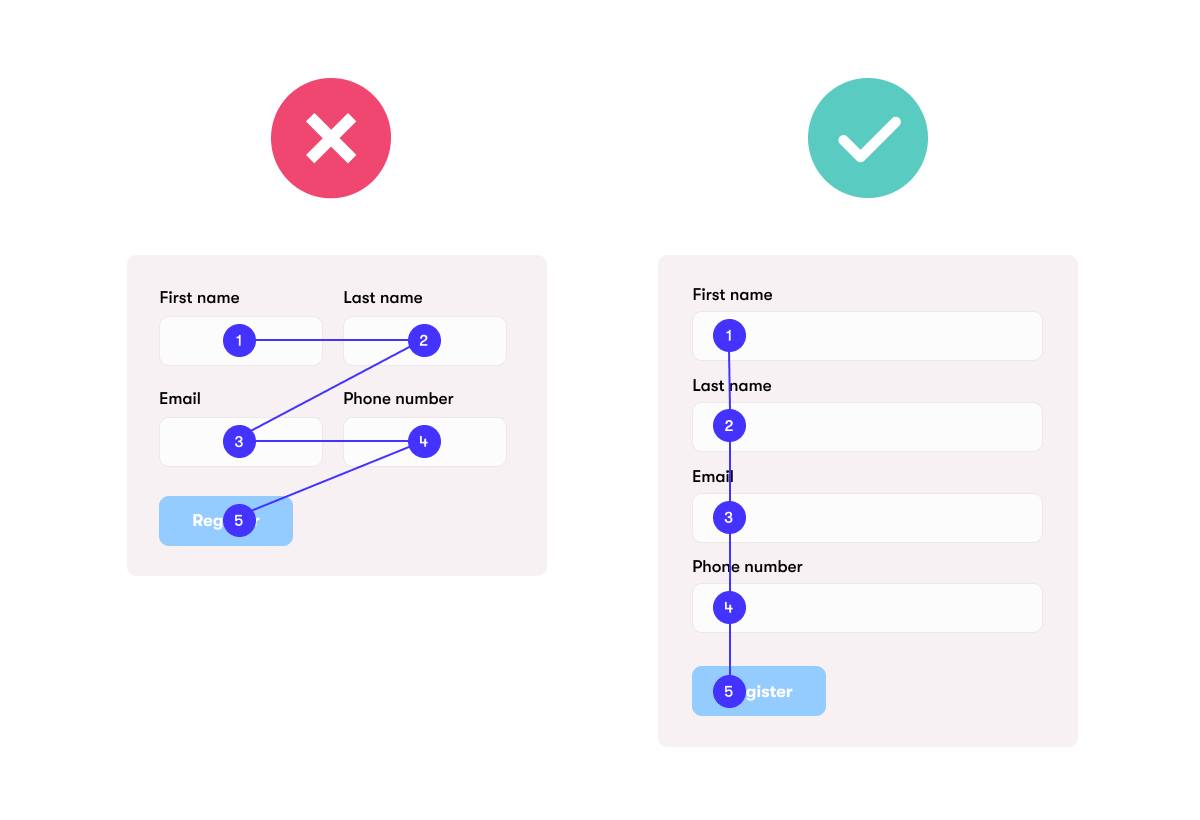 First name Last name
1 2
Email Phone number
3 4
Reg 5 r
First name
1
Last name
2
Email
3
Phone number
4
5 gister